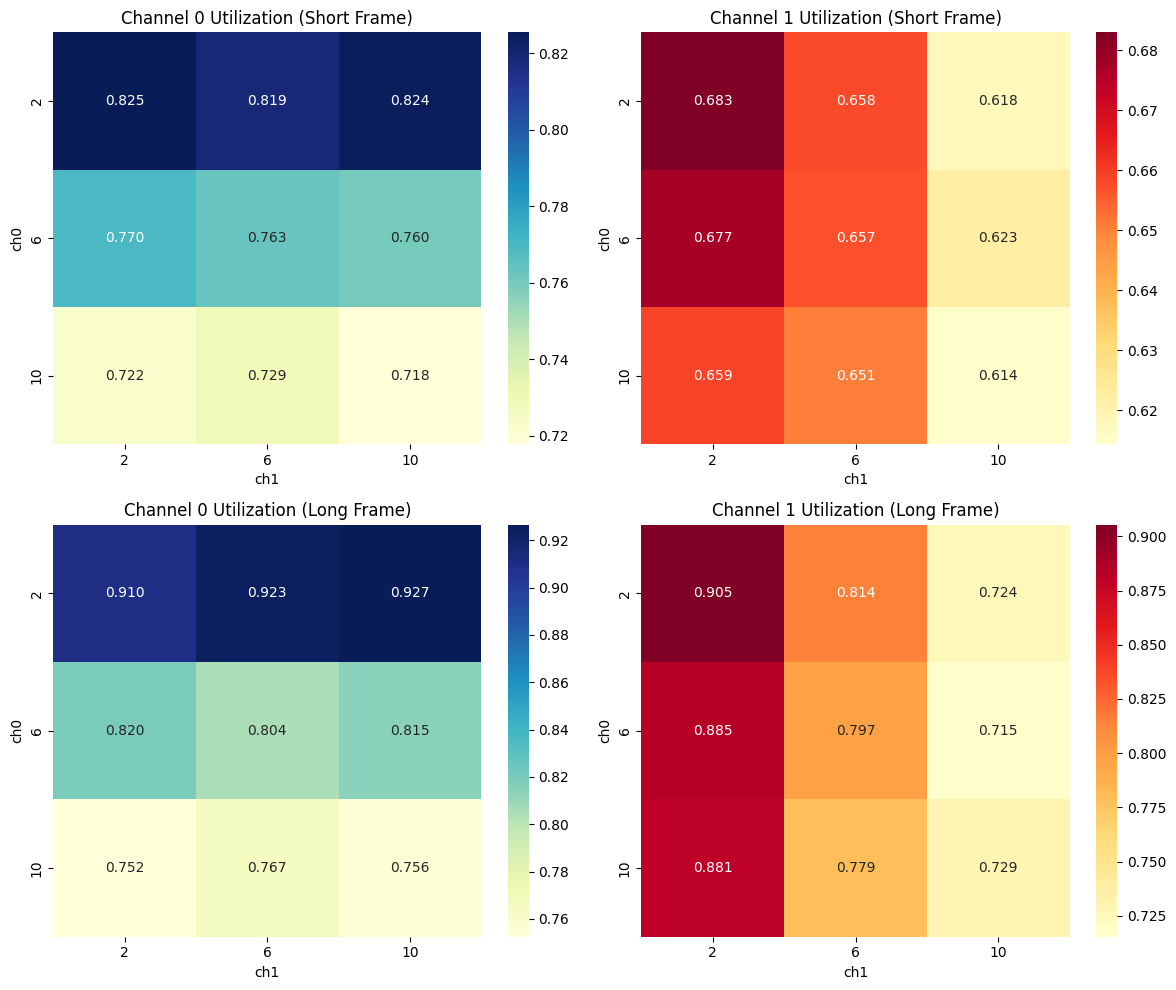 Channel 0 Utilization (Short Frame)
ch0
2
6
10
0.825 0.819 0.824
0.770 0.763 0.760
0.722 0.729 0.718
2 6 10
ch1
0.82
0.80
0.78
0.76
0.74
0.72
Channel 1 Utilization (Short Frame)
ch0
2
6
10
0.683 0.658 0.618
0.677 0.657 0.623
0.659 0.651 0.614
2 6 10
ch1
0.68
0.67
0.66
0.65
0.64
0.63
0.62
Channel 0 Utilization (Long Frame)
ch0
2
6
10
0.910 0.923 0.927
0.820 0.804 0.815
0.752 0.767 0.756
2 6 10
ch1
0.92
0.90
0.88
0.86
0.84
0.82
0.80
0.78
0.76
Channel 1 Utilization (Long Frame)
ch0
2
6
10
0.905 0.814 0.724
0.885 0.797 0.715
0.881 0.779 0.729
2 6 10
ch1
0.900
0.875
0.850
0.825
0.800
0.775
0.750
0.725